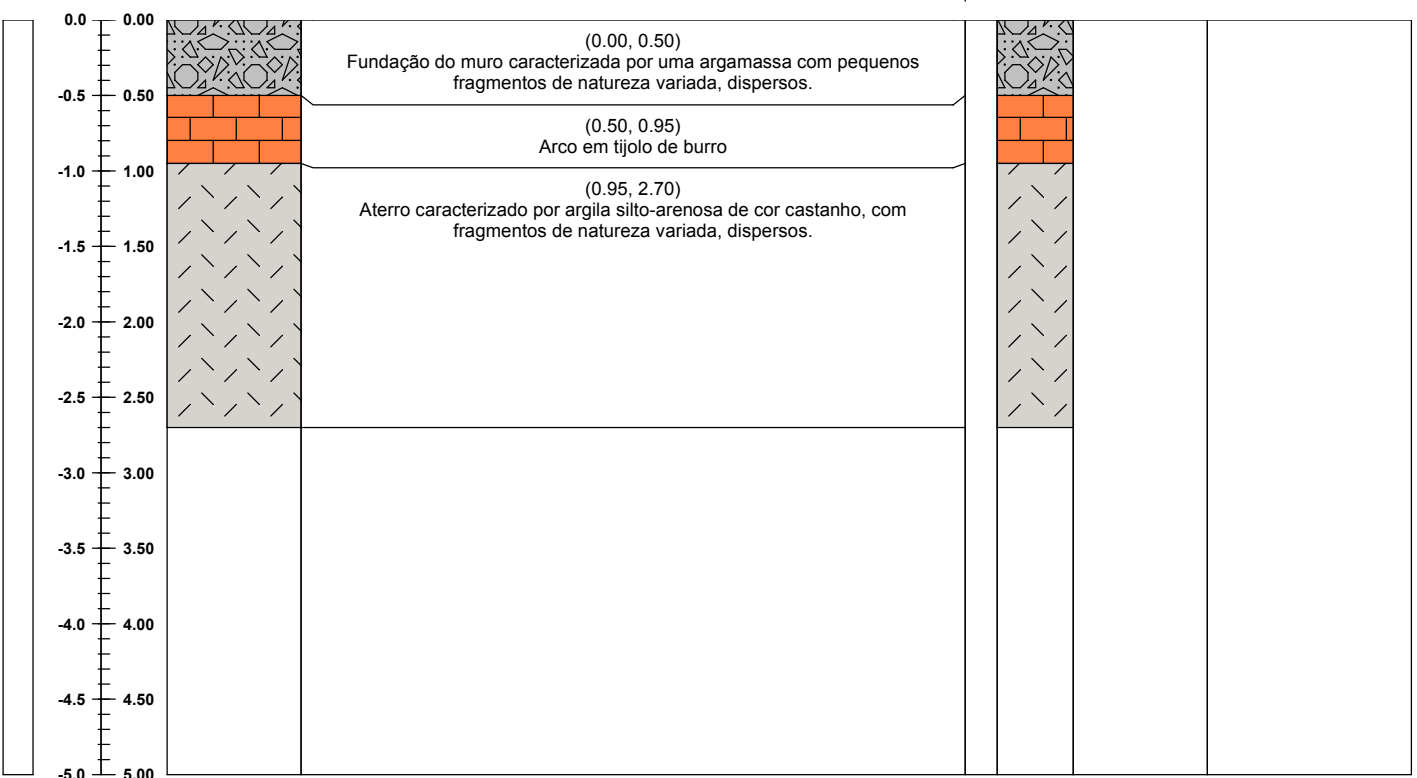 0.0 0.00
(0.00, 0.50)
Fundação do muro caracterizada por uma argamassa com pequenos
fragmentos de natureza variada, dispersos.
-0.5 0.50
(0.50, 0.95)
Arco em tijolo de burro
-1.0 1.00
(0.95, 2.70)
Aterro caracterizado por argila silto-arenosa de cor castanho, com
fragmentos de natureza variada, dispersos.
-1.5 1.50
-2.0 2.00
-2.5 2.50
-3.0 3.00
-3.5 3.50
-4.0 4.00
-4.5 4.50
-5.0 5.00